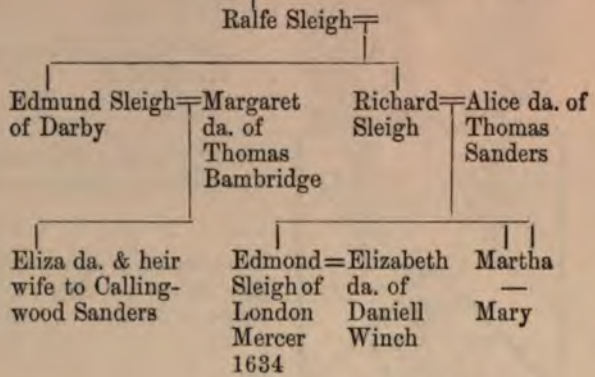 Ralfe Sleigh
Edmund Sleigh=Margaret
of Darby da. of
Thomas
Bambridge
Richard=Alice da. of
Sleigh Thomas
Sanders
Eliza da. & heir
wife to Calling-
wood Sanders
Edmond=Elizabeth
Sleigh of da. of
London Daniell
Mercer Winch
1634
Martha
—
Mary